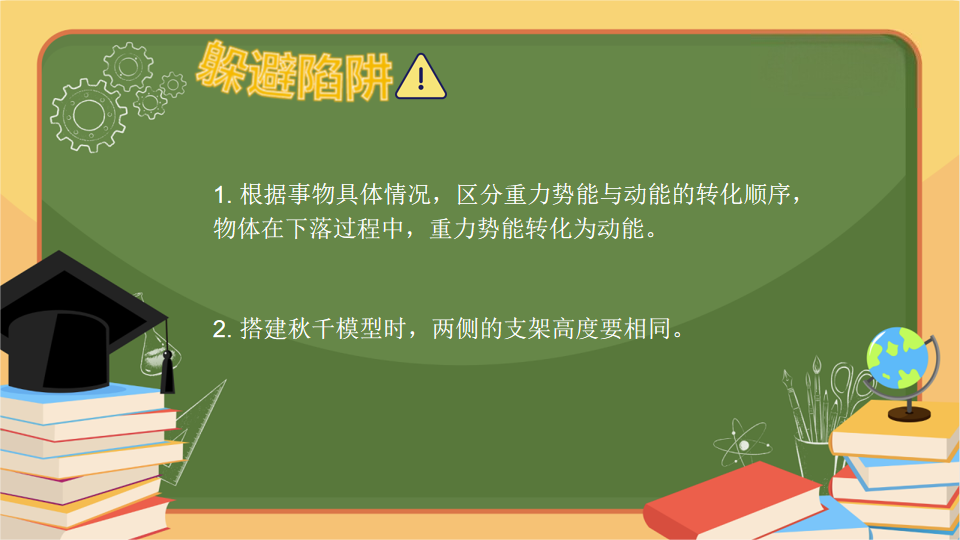 躲避陷阱
1. 根据事物具体情况，区分重力势能与动能的转化顺序，
物体在下落过程中，重力势能转化为动能。
2. 搭建秋千模型时，两侧的支架高度要相同。